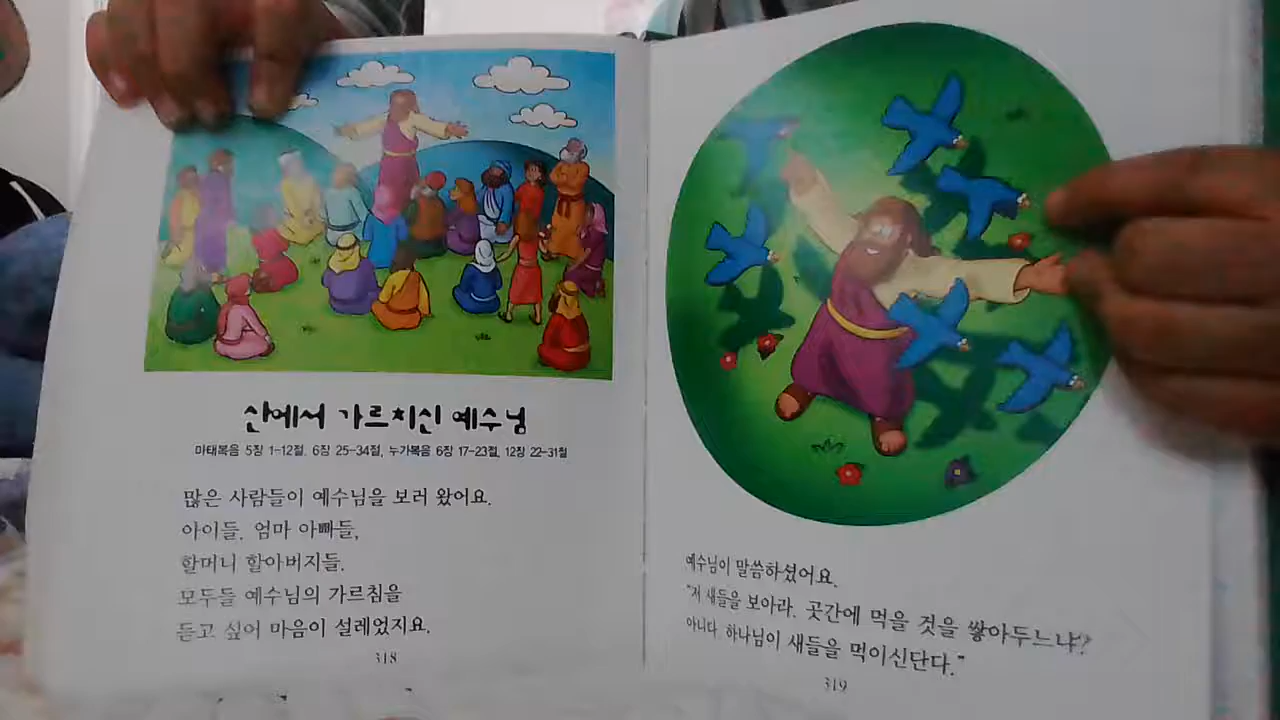 산에서 가르치신 예수님
마태복음 5장 1-12절, 6장 25-34절, 누가복음 6장 17-23절, 12장 22-31절
많은 사람들이 예수님을 보러 왔어요.
아이들, 엄마 아빠들,
할머니 할아버지들.
모두들 예수님의 가르침을
듣고 싶어 마음이 설레었지요.
318
예수님이 말씀하셨어요.
"저 새들을 보아라. 곳간에 먹을 것을 쌓아두느냐?
아니다. 하나님이 새들을 먹이신단다."
319